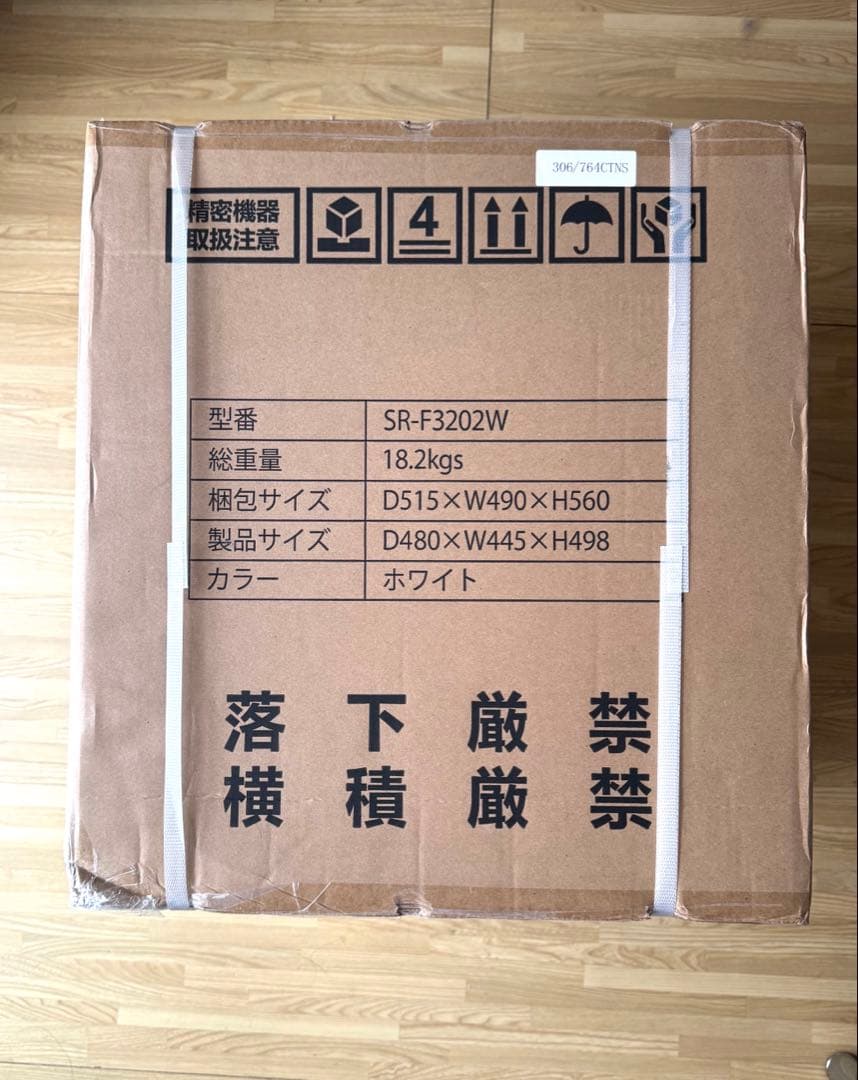 306/764CTNS
精密機器
取扱注意
4
型番 SR-F3202W
総重量 18.2kgs
梱包サイズ D515×W490×H560
製品サイズ D480×W445×H498
カラー ホワイト
落下厳禁
横積厳禁